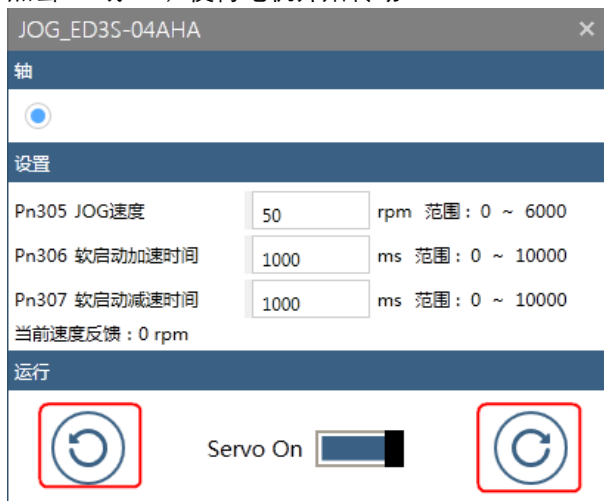 JOG_ED3S-04AHA
轴
设置
Pn305 JOG速度 50 rpm 范围：0 ~ 6000
Pn306 软启动加速时间 1000 ms 范围：0 ~ 10000
Pn307 软启动减速时间 1000 ms 范围：0 ~ 10000
当前速度反馈：0 rpm
运行
Servo On